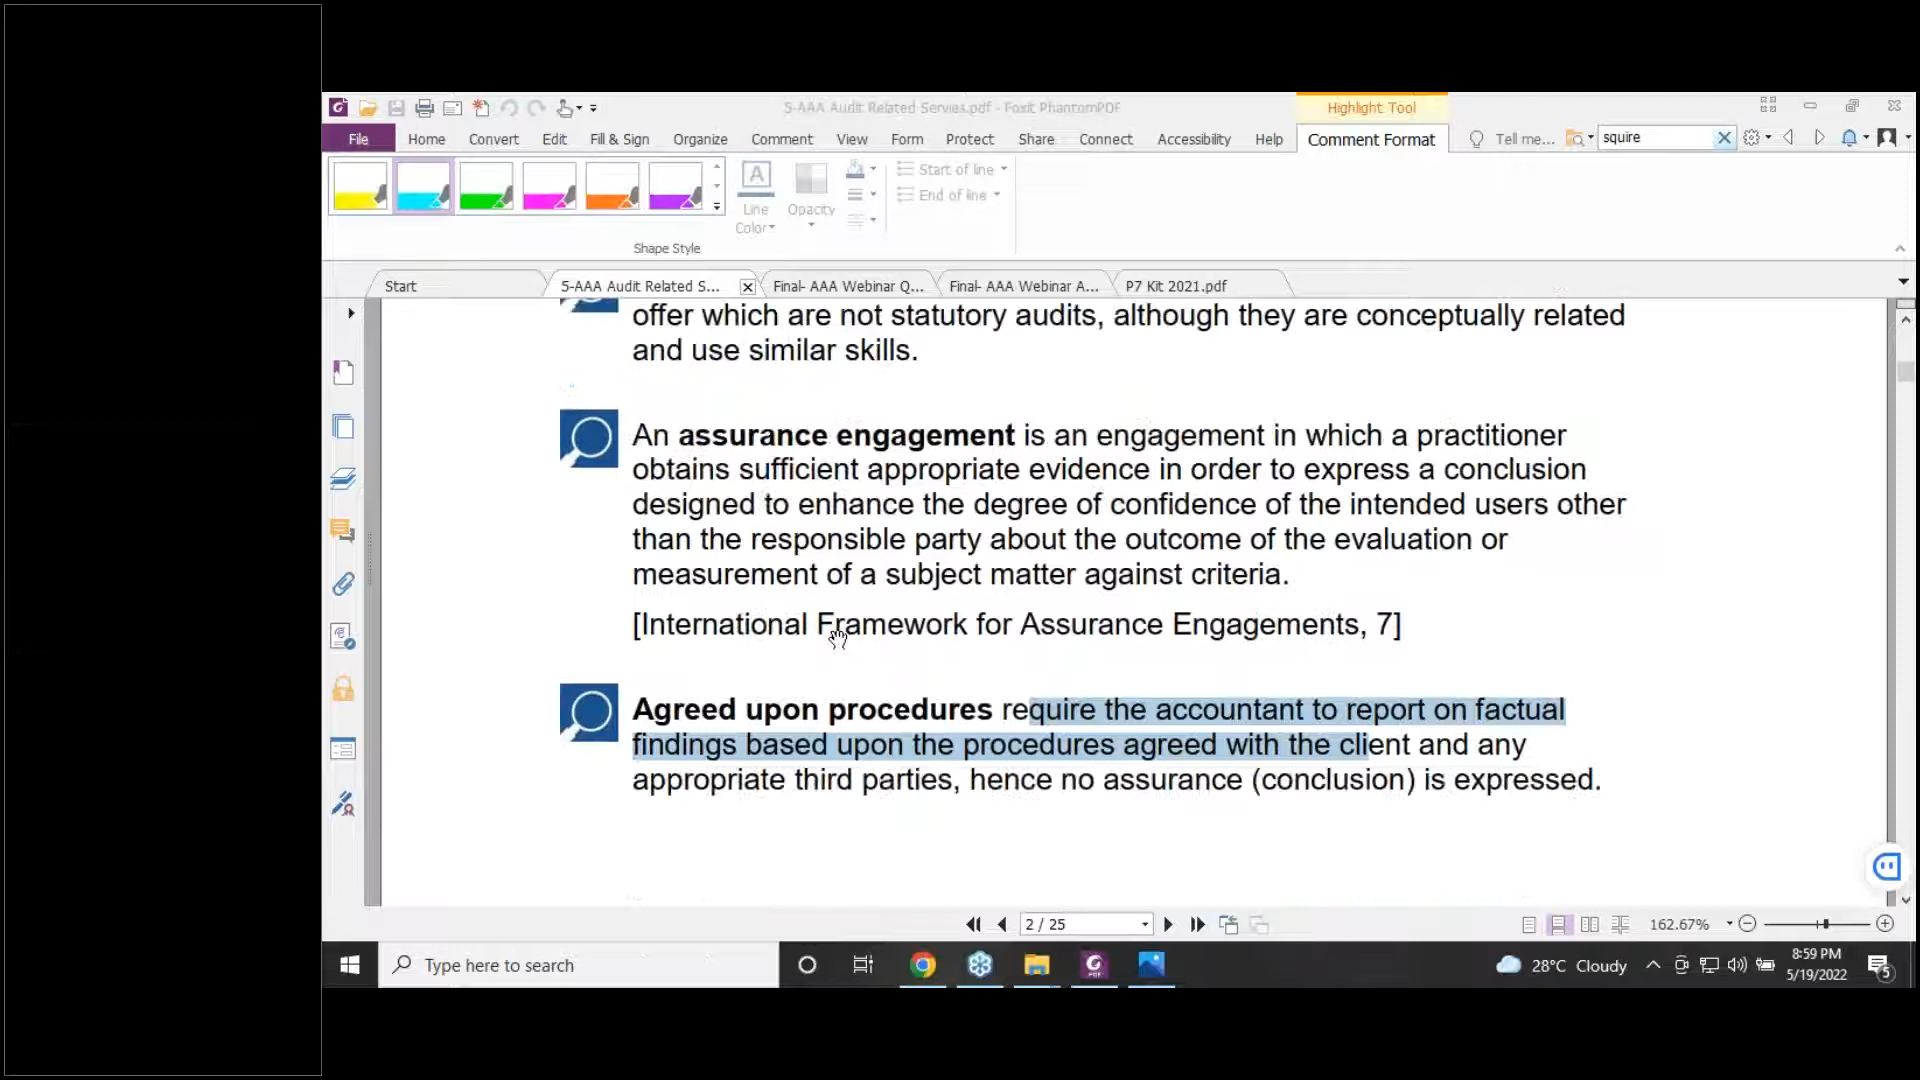 5-AAA Audit Related Servies.pdf - Foxit PhantomPDF
Highlight Tool
File Home Convert Edit Fill & Sign Organize Comment View Form Protect Share Connect Accessibility Help Comment Format Tell me... squire
Start of line
End of line
Line Color
Opacity
Shape Style
Start 5-AAA Audit Related S... Final- AAA Webinar Q... Final- AAA Webinar A... P7 Kit 2021.pdf
offer which are not statutory audits, although they are conceptually related
and use similar skills.
An assurance engagement is an engagement in which a practitioner
obtains sufficient appropriate evidence in order to express a conclusion
designed to enhance the degree of confidence of the intended users other
than the responsible party about the outcome of the evaluation or
measurement of a subject matter against criteria.
[International Framework for Assurance Engagements, 7]
Agreed upon procedures require the accountant to report on factual
findings based upon the procedures agreed with the client and any
appropriate third parties, hence no assurance (conclusion) is expressed.
2 / 25
162.67%
Type here to search
28°C Cloudy
8:59 PM
5/19/2022
5